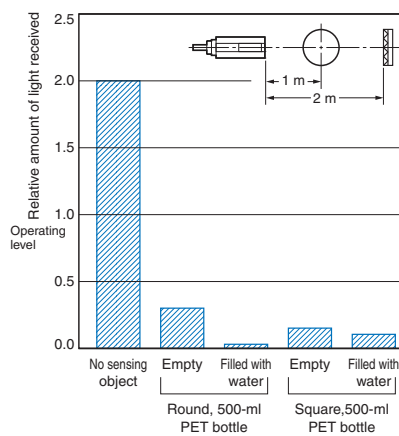 Relative amount of light received
2.5
2.0
1.5
1.0
Operating
level
0.5
0.0
1 m
2 m
No sensing
object
Empty
Filled with
water
Empty
Filled with
water
Round, 500-ml
PET bottle
Square,500-ml
PET bottle